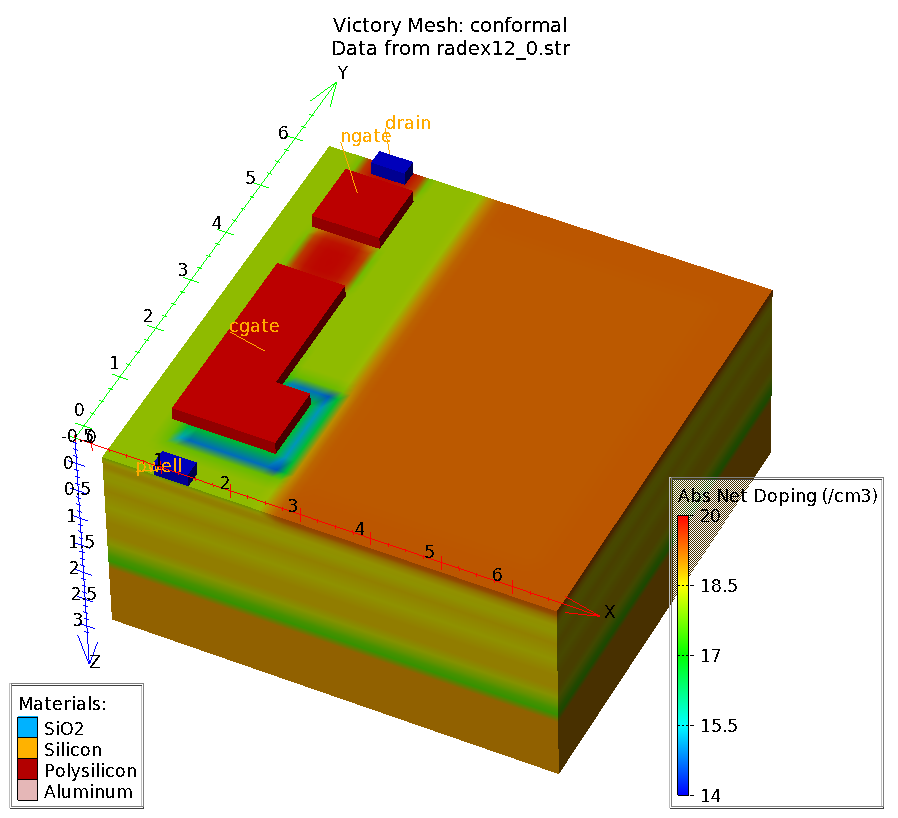 Victory Mesh: conformal
Data from radex12_0.str
Y
drain
ngate
6
5
4
3
2
cgate
1
0
-0.5
0
0
pwell
2
0.5
3
1
4
1.5
5
2
6
2.5
X
3
Z
Abs Net Doping (/cm3)
20
18.5
17
15.5
14
Materials:
SiO2
Silicon
Polysilicon
Aluminum